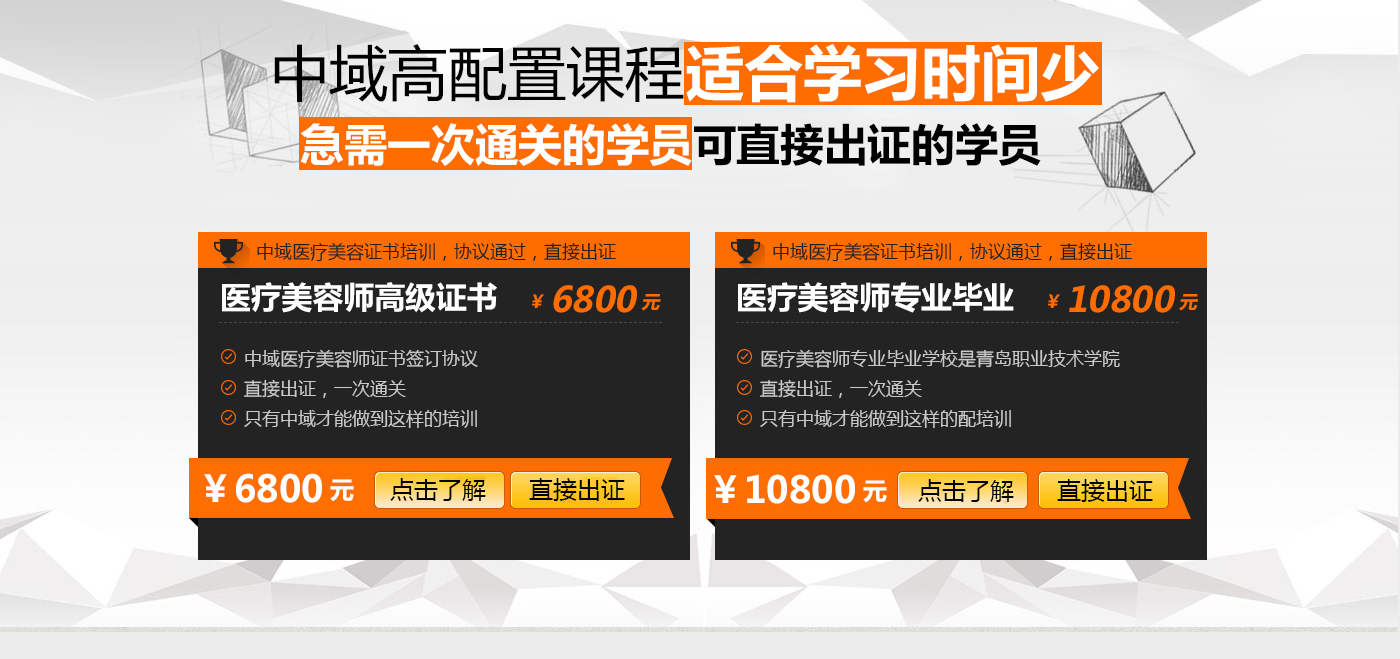 中域高配置课程适合学习时间少
急需一次通关的学员可直接出证的学员
中域医疗美容证书培训，协议通过，直接出证
医疗美容师高级证书 ¥ 6800 元
中域医疗美容师证书签订协议
直接出证，一次通关
只有中域才能做到这样的培训
¥ 6800 元 点击了解 直接出证
中域医疗美容证书培训，协议通过，直接出证
医疗美容师专业毕业 ¥ 10800 元
医疗美容师专业毕业学校是青岛职业技术学院
直接出证，一次通关
只有中域才能做到这样的配培训
¥ 10800 元 点击了解 直接出证